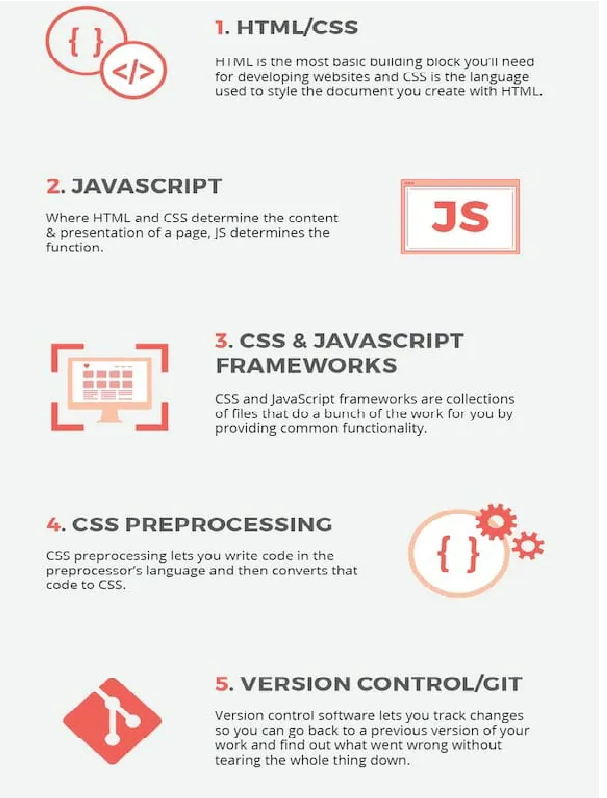 { }
</>
1. HTML/CSS
HTML is the most basic building block you'll need
for developing websites and CSS is the language
used to style the document you create with HTML.
2. JAVASCRIPT
Where HTML and CSS determine the content
& presentation of a page, JS determines the
function.
JS
3. CSS & JAVASCRIPT
FRAMEWORKS
CSS and JavaScript frameworks are collections
of files that do a bunch of the work for you by
providing common functionality.
4. CSS PREPROCESSING
CSS preprocessing lets you write code in the
preprocessor's language and then converts that
code to CSS.
{ }
5. VERSION CONTROL/GIT
Version control software lets you track changes
so you can go back to a previous version of your
work and find out what went wrong without
tearing the whole thing down.